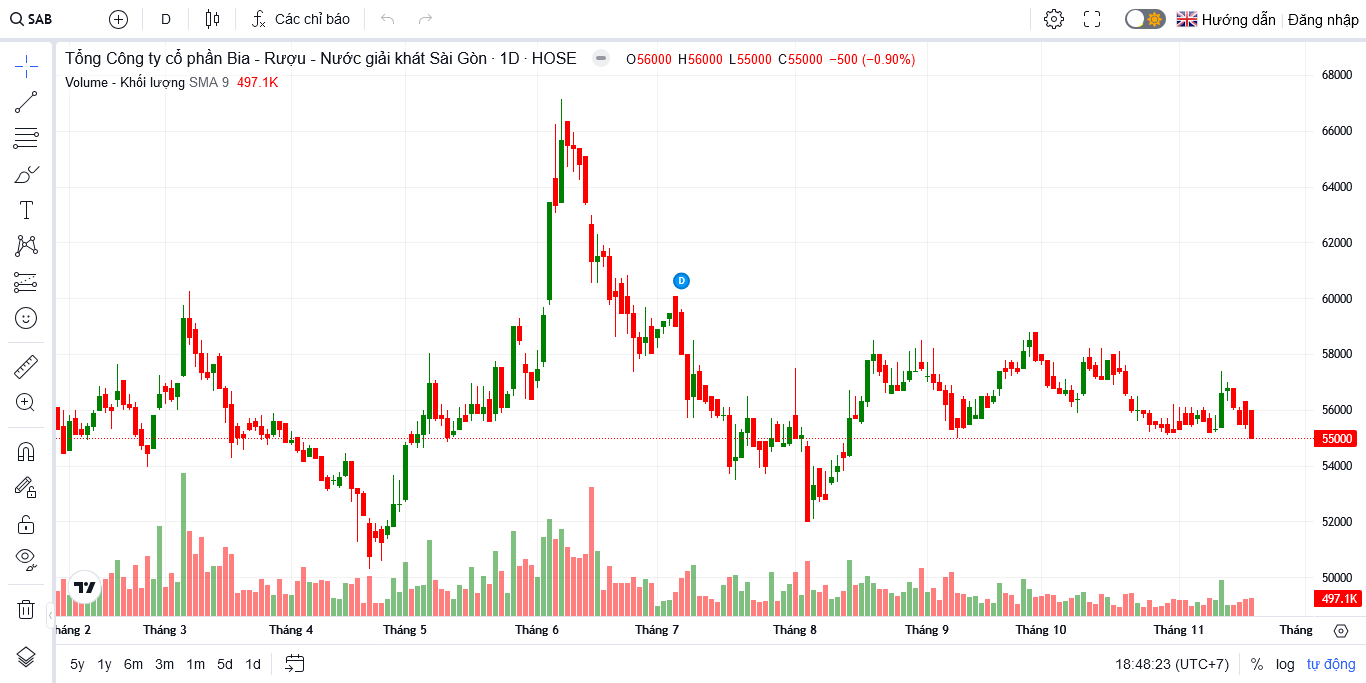 SAB D Các chỉ báo Hướng dẫn Đăng nhập
Tổng Công ty cổ phần Bia - Rượu - Nước giải khát Sài Gòn · 1D · HOSE O56000 H56000 L55000 C55000 −500 (−0.90%)
Volume - Khối lượng SMA 9 497.1K
68000
66000
64000
62000
60000
D
58000
56000
55000
54000
52000
50000
497.1K
háng 2 Tháng 3 Tháng 4 Tháng 5 Tháng 6 Tháng 7 Tháng 8 Tháng 9 Tháng 10 Tháng 11 Tháng
5y 1y 6m 3m 1m 5d 1d 18:48:23 (UTC+7) % log tự động